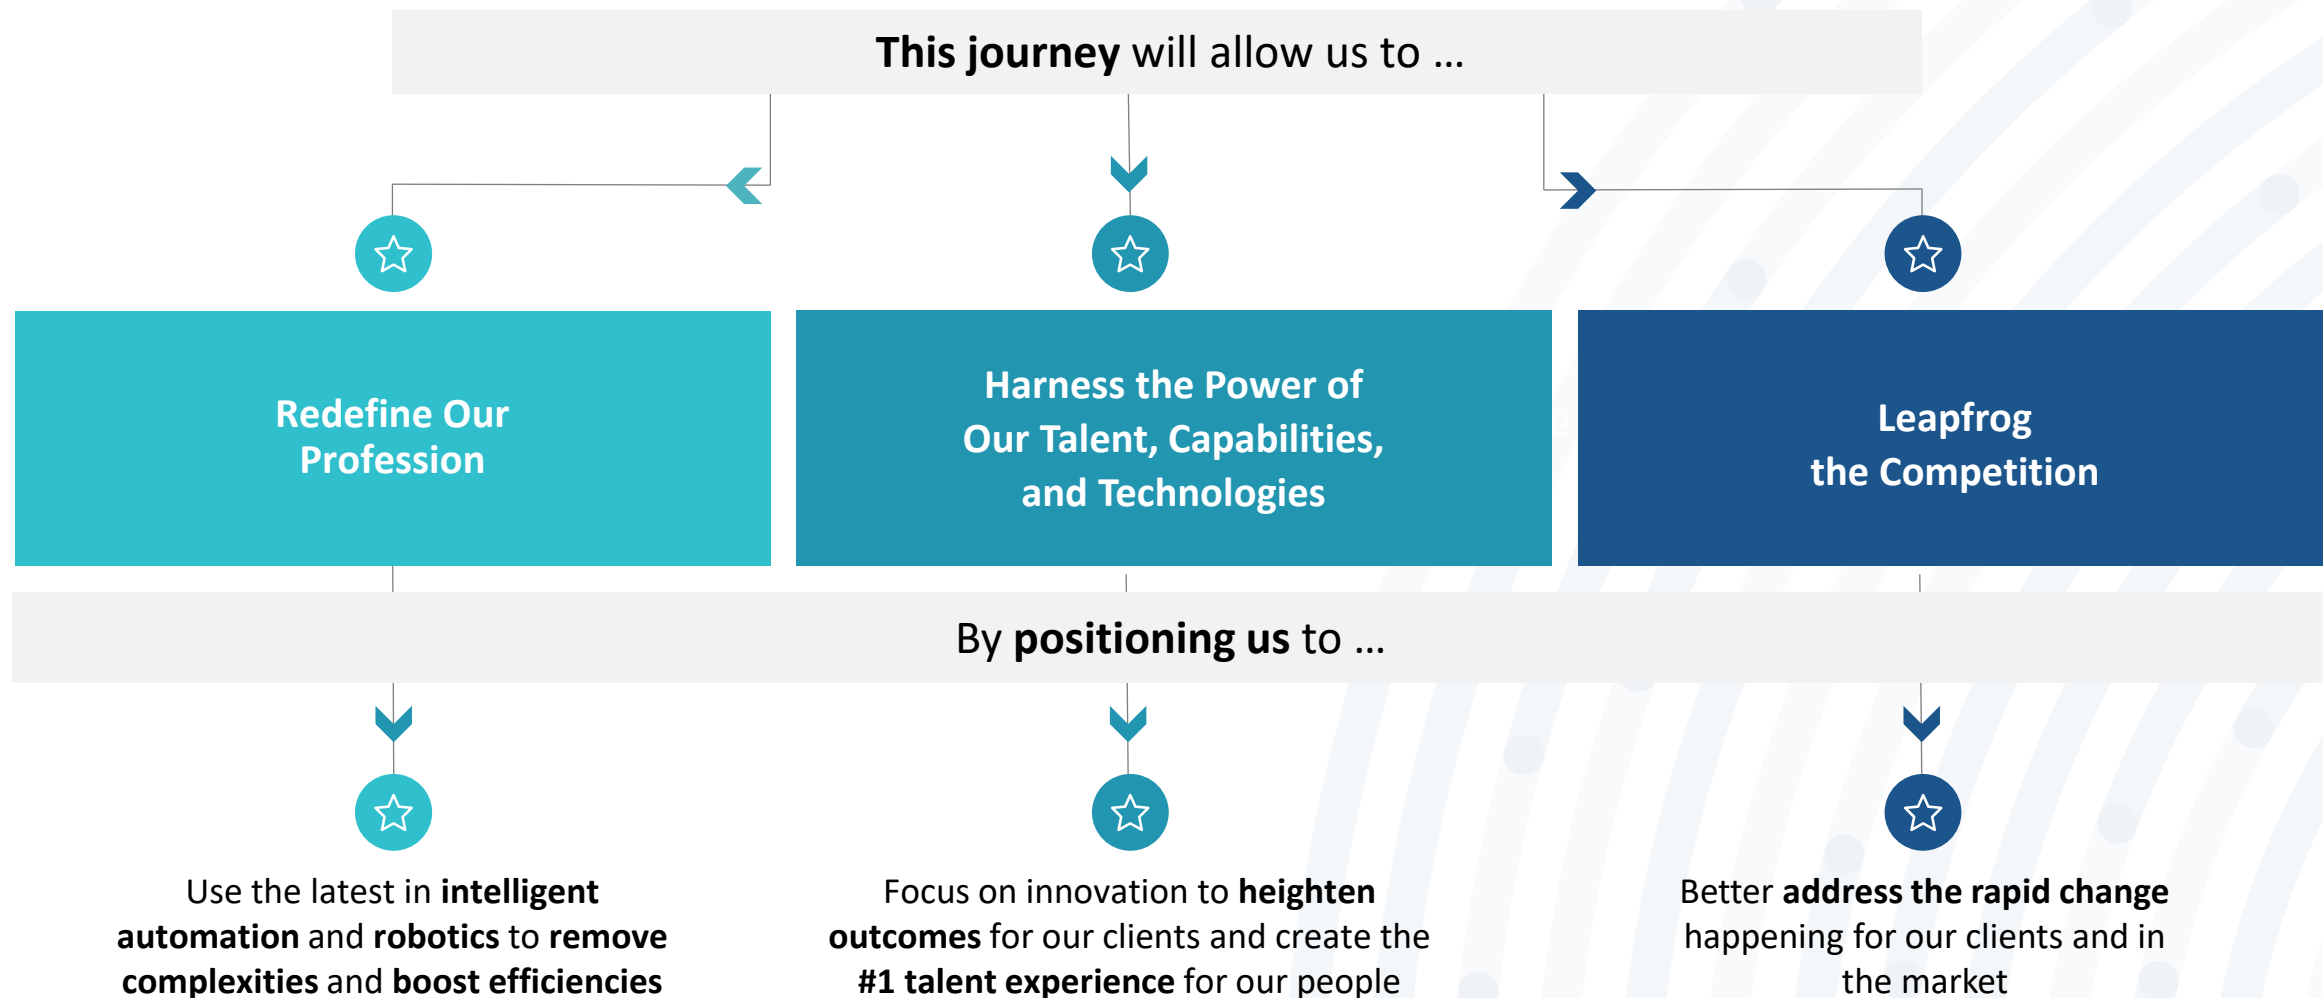 This journey will allow us to ...
Redefine Our
Profession
Harness the Power of
Our Talent, Capabilities,
and Technologies
Leapfrog
the Competition
By positioning us to ...
Use the latest in intelligent
automation and robotics to remove
complexities and boost efficiencies
Focus on innovation to heighten
outcomes for our clients and create the
#1 talent experience for our people
Better address the rapid change
happening for our clients and in
the market